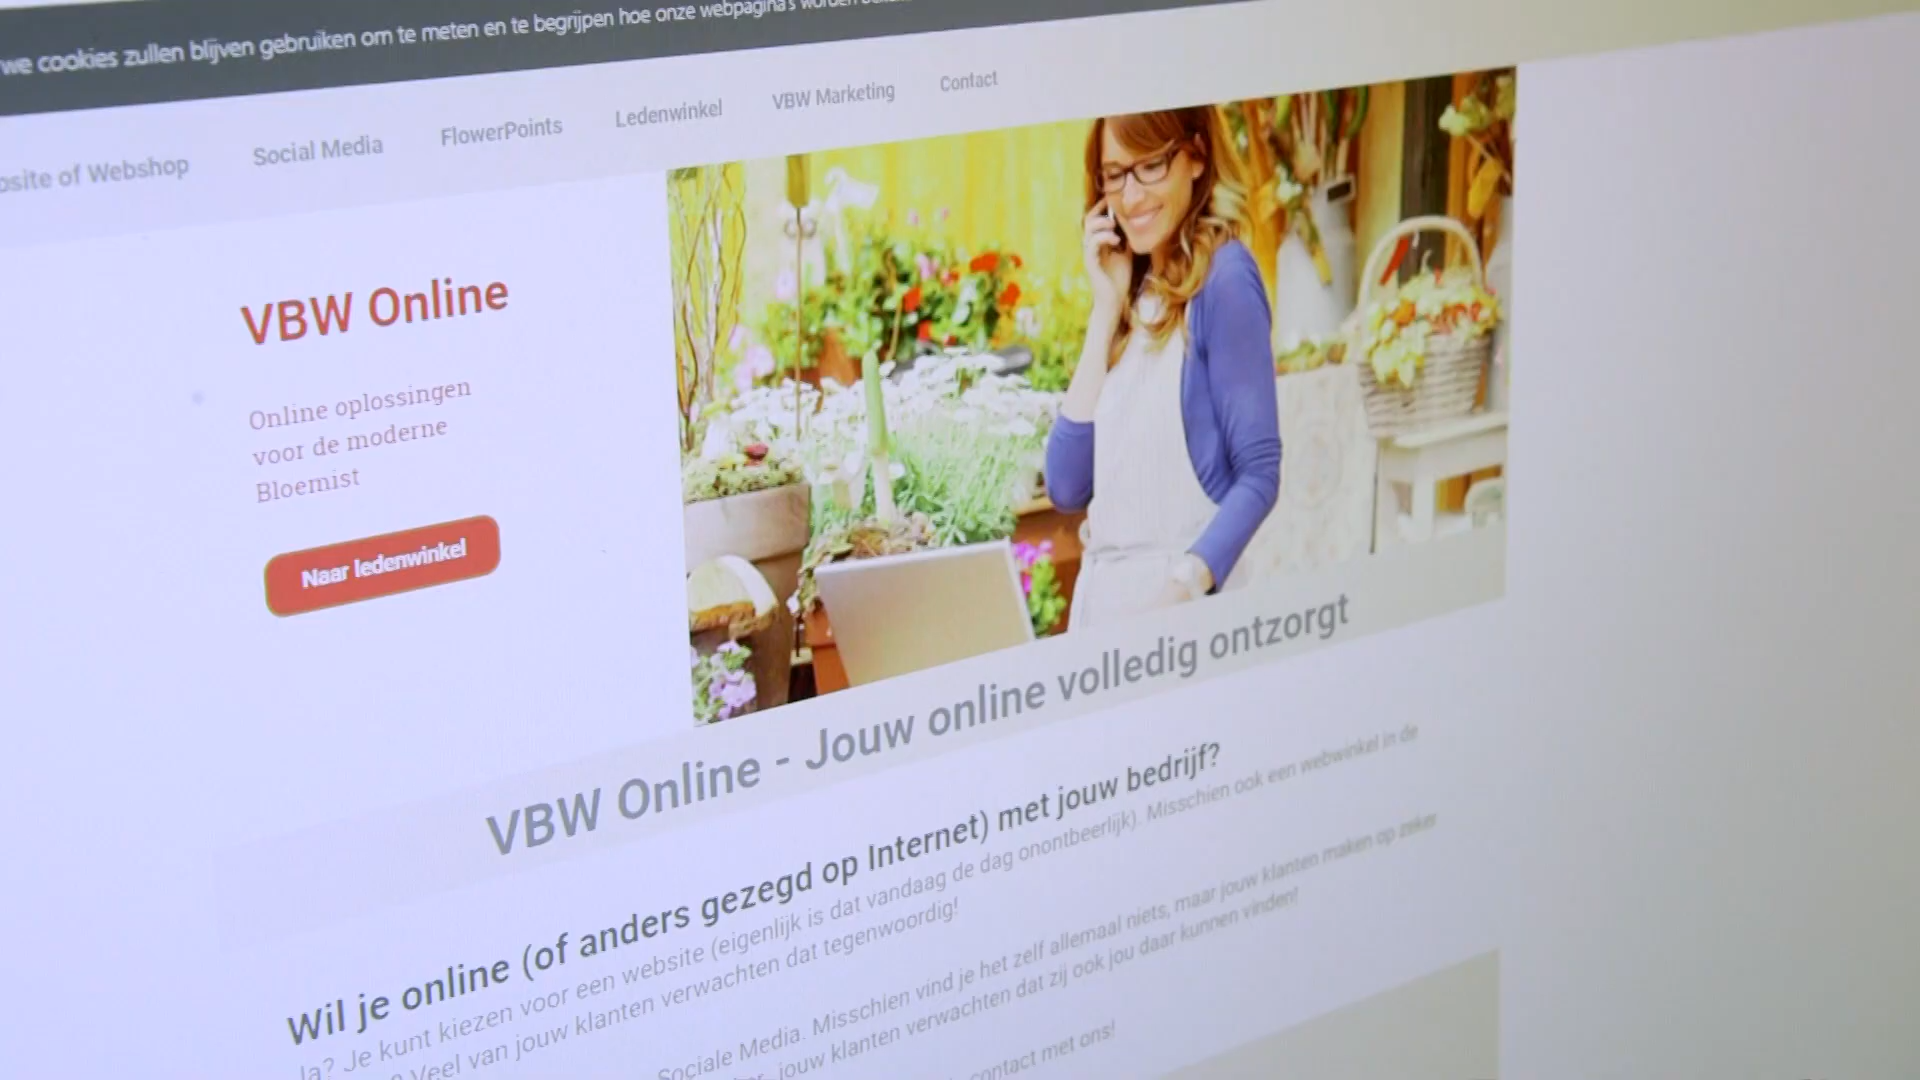 we cookies zullen blijven gebruiken om te meten en te begrijpen hoe onze webpagina's worden
of Webshop
Social Media
FlowerPoints
Ledenwinkel
VBW Marketing
Contact
VBW Online
Online oplossingen
voor de moderne
Bloemist
Naar ledenwinkel
VBW Online - Jouw online volledig ontzorgt
Wil je online (of anders gezegd op Internet) met jouw bedrijf?
Ja? Je kunt kiezen voor een website (eigenlijk is dat vandaag de dag onontbeerlijk). Misschien ook een webwinkel in de
Veel van jouw klanten verwachten dat tegenwoordig!
Sociale Media. Misschien vind je het zelf allemaal niets, maar jouw klanten maken op zeker
jouw klanten verwachten dat zij ook jou daar kunnen vinden!
contact met ons!